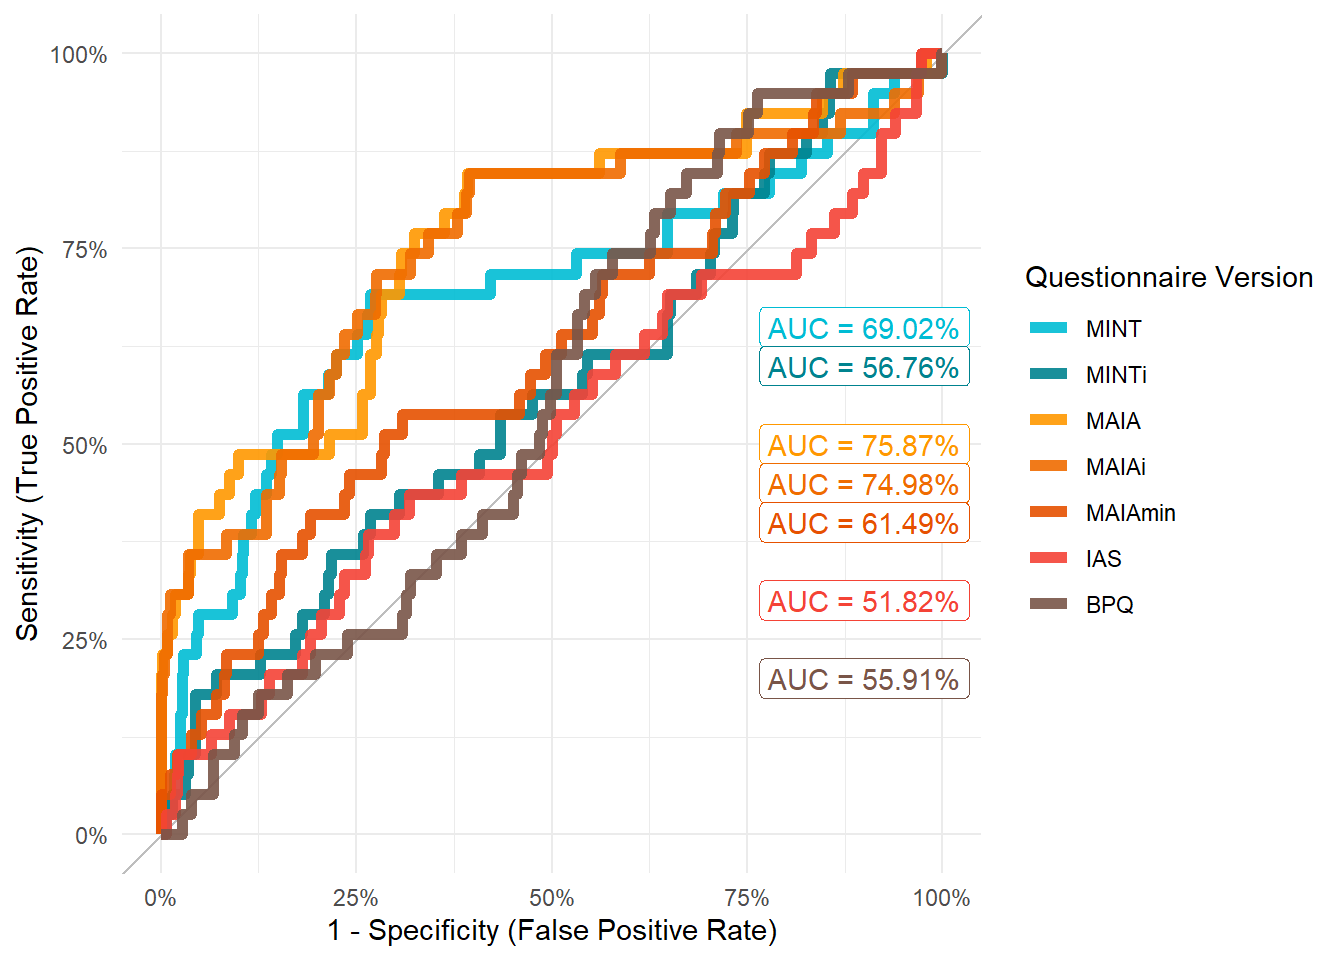 100%
75%
50%
25%
0%
Sensitivity (True Positive Rate)
AUC = 69.02%
AUC = 56.76%
AUC = 75.87%
AUC = 74.98%
AUC = 61.49%
AUC = 51.82%
AUC = 55.91%
0%
25%
50%
75%
100%
1 - Specificity (False Positive Rate)
Questionnaire Version
MINT
MINTi
MAIA
MAIAi
MAIAmin
IAS
BPQ